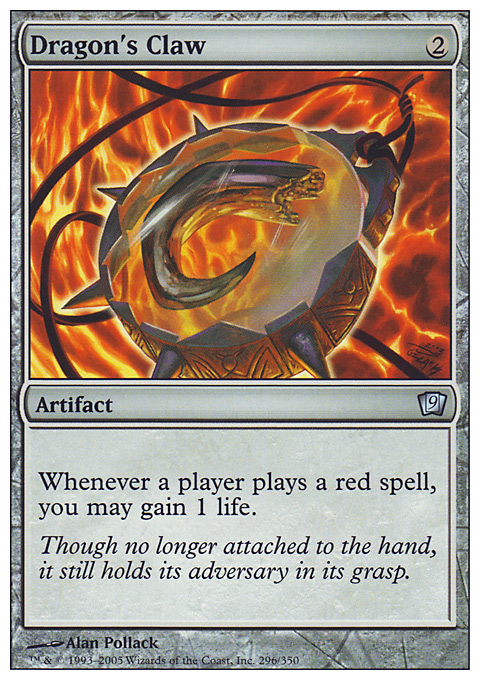 Dragon's Claw 2
Artifact 9
Whenever a player plays a red spell,
you may gain 1 life.
Though no longer attached to the hand,
it still holds its adversary in its grasp.
Alan Pollack
™ & © 1993–2005 Wizards of the Coast, Inc. 296/350